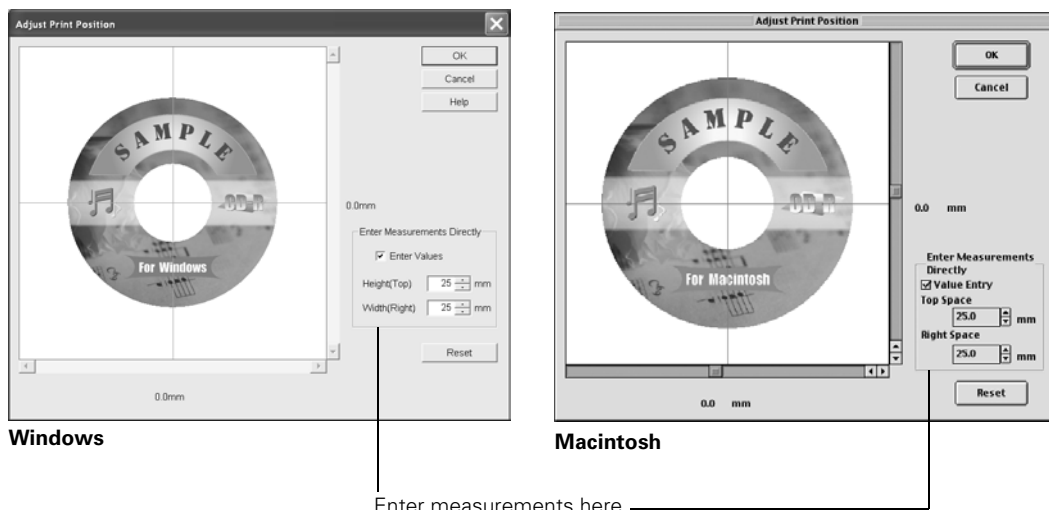 Adjust Print Position
OK
Cancel
Help
SAMPLE
CD-R
For Windows
0.0mm
Enter Measurements Directly
Enter Values
Height(Top) 25 mm
Width(Right) 25 mm
Reset
0.0mm
Windows
Adjust Print Position
OK
Cancel
SAMPLE
CD-R
For Macintosh
0.0 mm
Enter Measurements
Directly
Value Entry
Top Space
25.0 mm
Right Space
25.0 mm
Reset
0.0 mm
Macintosh
Enter measurements here